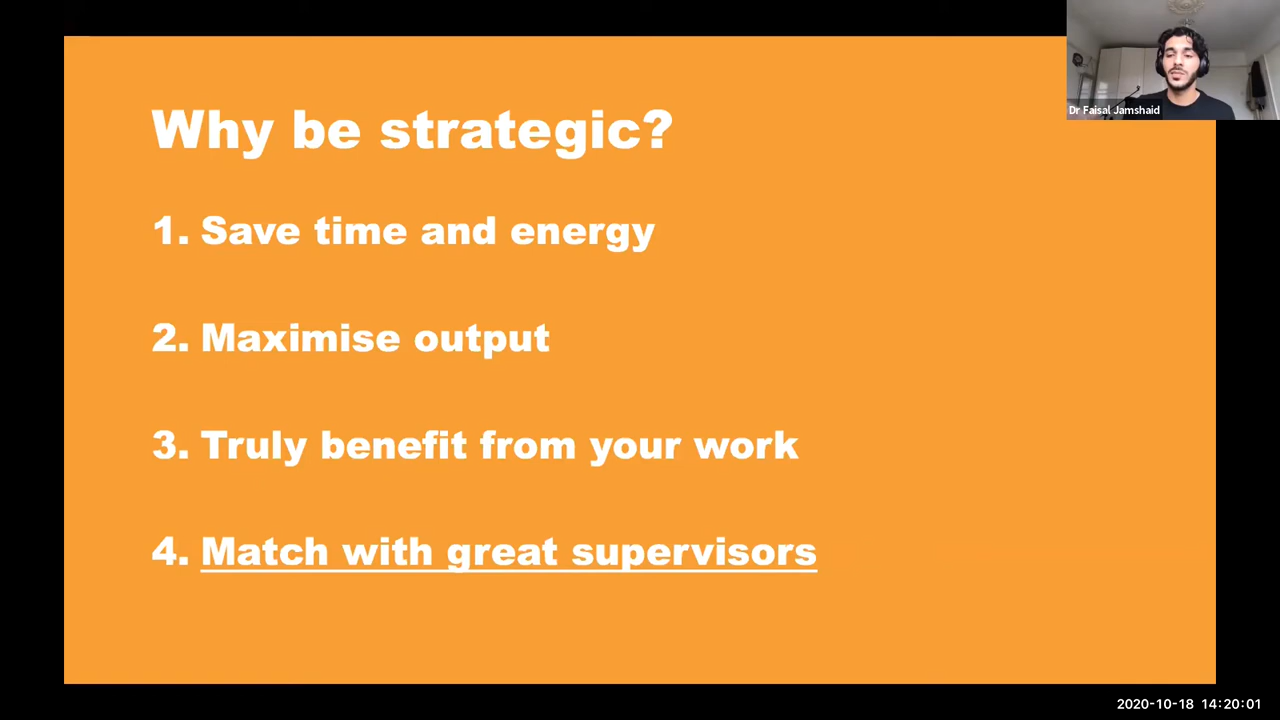 Why be strategic?
1. Save time and energy
2. Maximise output
3. Truly benefit from your work
4. Match with great supervisors
Dr Faisal Jamshaid
2020-10-18 14:20:01